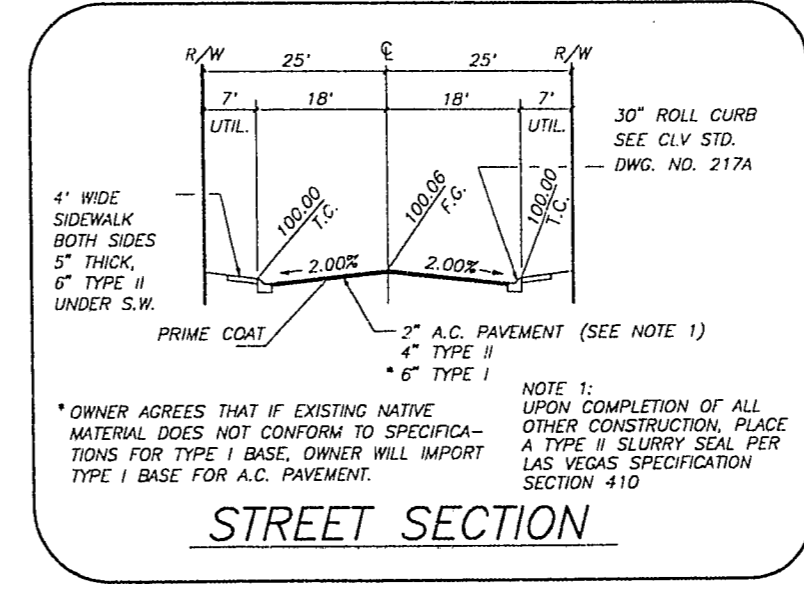 R/W 25' ℄ 25' R/W
7' 18' 18' 7'
UTIL. UTIL.
30" ROLL CURB
SEE CLV STD.
DWG. NO. 217A
4' WIDE
SIDEWALK
BOTH SIDES
5" THICK,
6" TYPE II
UNDER S.W.
100.00
T.C.
100.06
F.G.
100.00
T.C.
2.00% 2.00%
PRIME COAT
2" A.C. PAVEMENT (SEE NOTE 1)
4" TYPE II
* 6" TYPE I
* OWNER AGREES THAT IF EXISTING NATIVE
MATERIAL DOES NOT CONFORM TO SPECIFICA-
TIONS FOR TYPE I BASE, OWNER WILL IMPORT
TYPE I BASE FOR A.C. PAVEMENT.
NOTE 1:
UPON COMPLETION OF ALL
OTHER CONSTRUCTION, PLACE
A TYPE II SLURRY SEAL PER
LAS VEGAS SPECIFICATION
SECTION 410
STREET SECTION